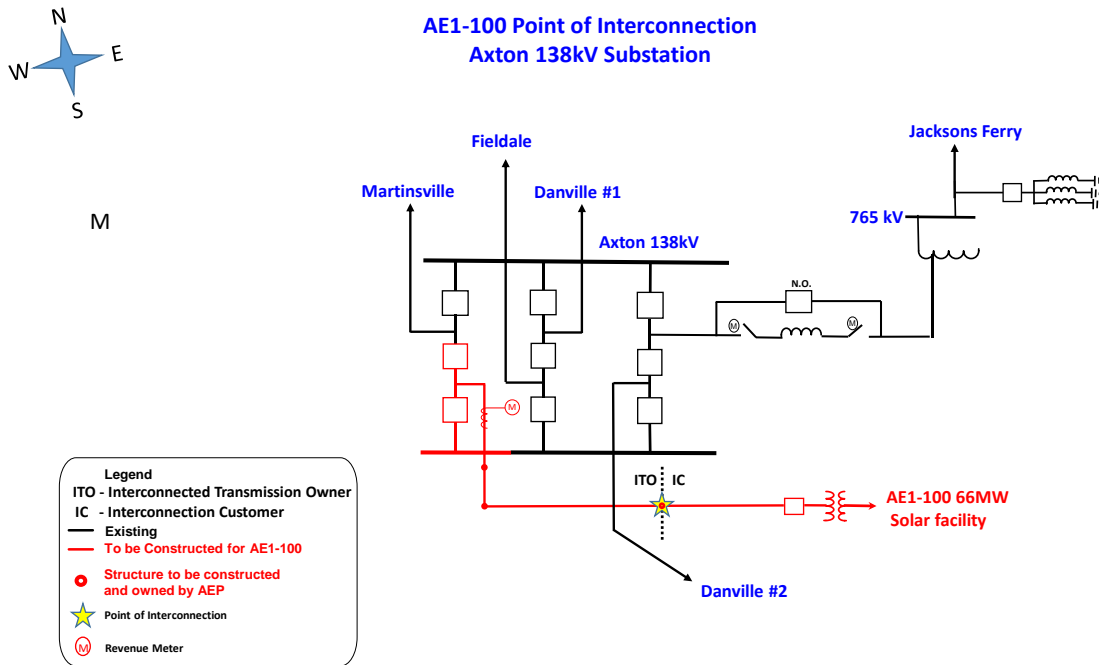 AE1-100 Point of Interconnection
Axton 138kV Substation
N
W
E
S
M
Jacksons Ferry
Fieldale
Martinsville
Danville #1
765 kV
Axton 138kV
N.O.
M
M
M
ITO
IC
AE1-100 66MW
Solar facility
Danville #2
Legend
ITO - Interconnected Transmission Owner
IC - Interconnection Customer
Existing
To be Constructed for AE1-100
Structure to be constructed
and owned by AEP
Point of Interconnection
M
Revenue Meter